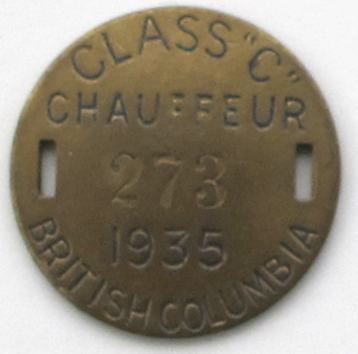 CLASS "C"
CHAUFFEUR
273
1935
BRITISH COLUMBIA